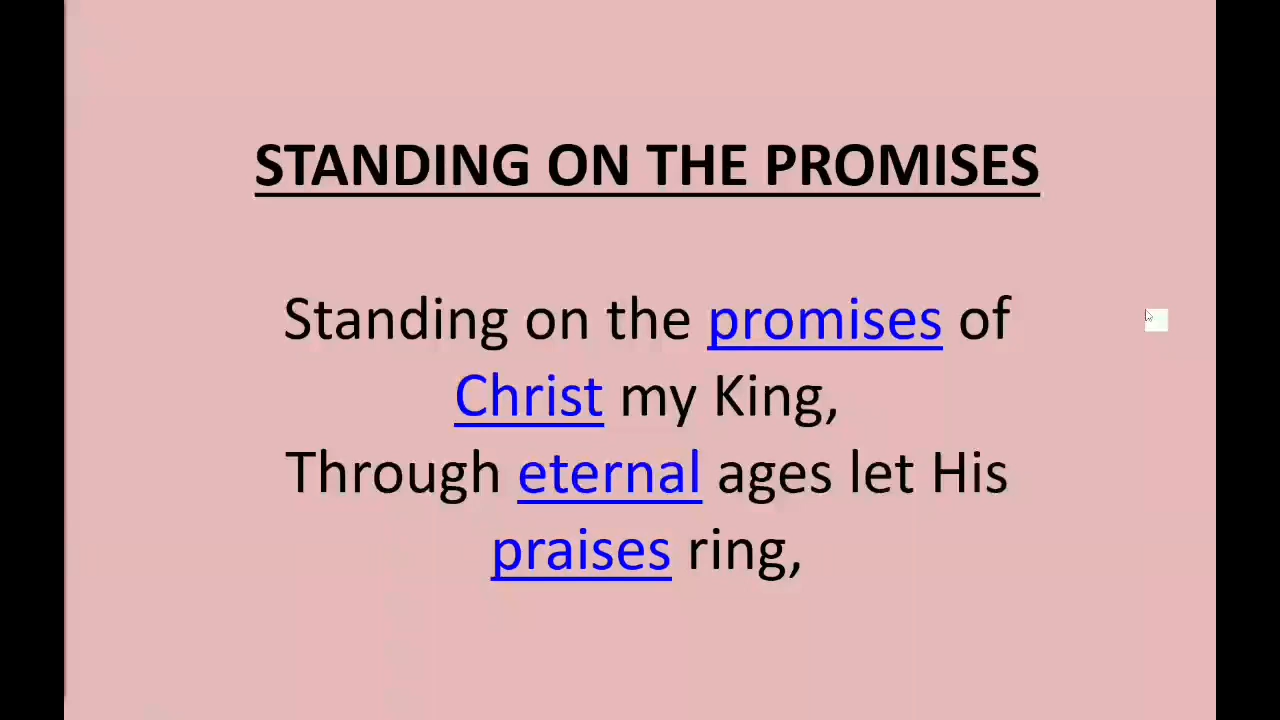 STANDING ON THE PROMISES
Standing on the promises of
Christ my King,
Through eternal ages let His
praises ring,